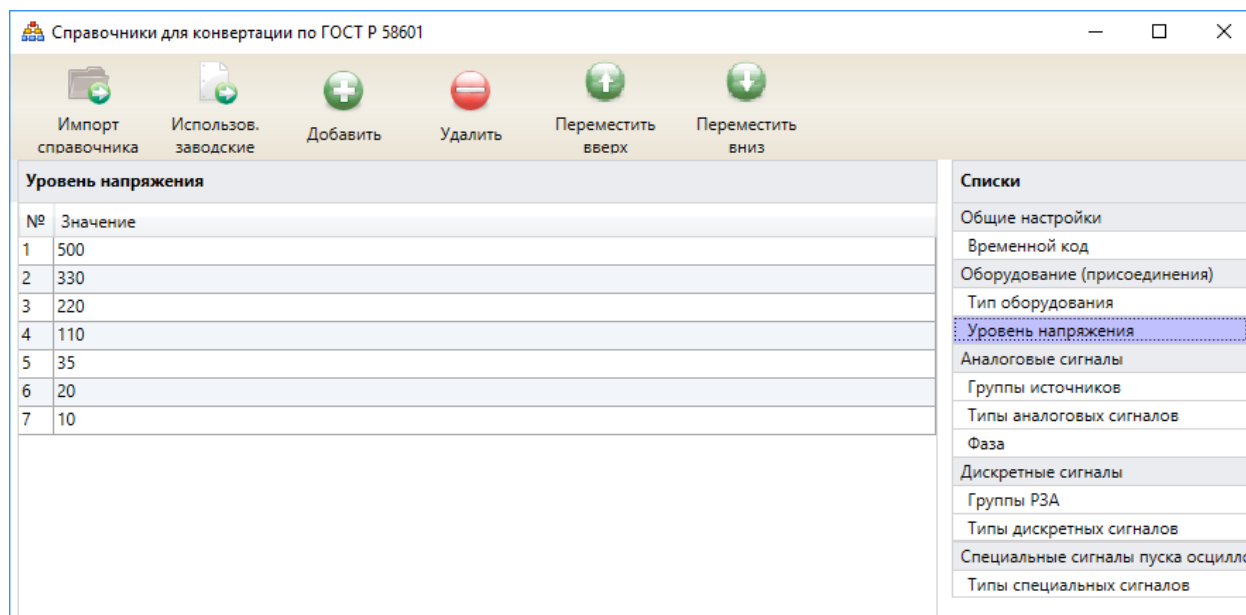 Справочники для конвертации по ГОСТ Р 58601
Импорт справочника
Использов. заводские
Добавить
Удалить
Переместить вверх
Переместить вниз
Уровень напряжения
№ Значение
1 500
2 330
3 220
4 110
5 35
6 20
7 10
Списки
Общие настройки
Временной код
Оборудование (присоединения)
Тип оборудования
Уровень напряжения
Аналоговые сигналы
Группы источников
Типы аналоговых сигналов
Фаза
Дискретные сигналы
Группы РЗА
Типы дискретных сигналов
Специальные сигналы пуска осцилло
Типы специальных сигналов